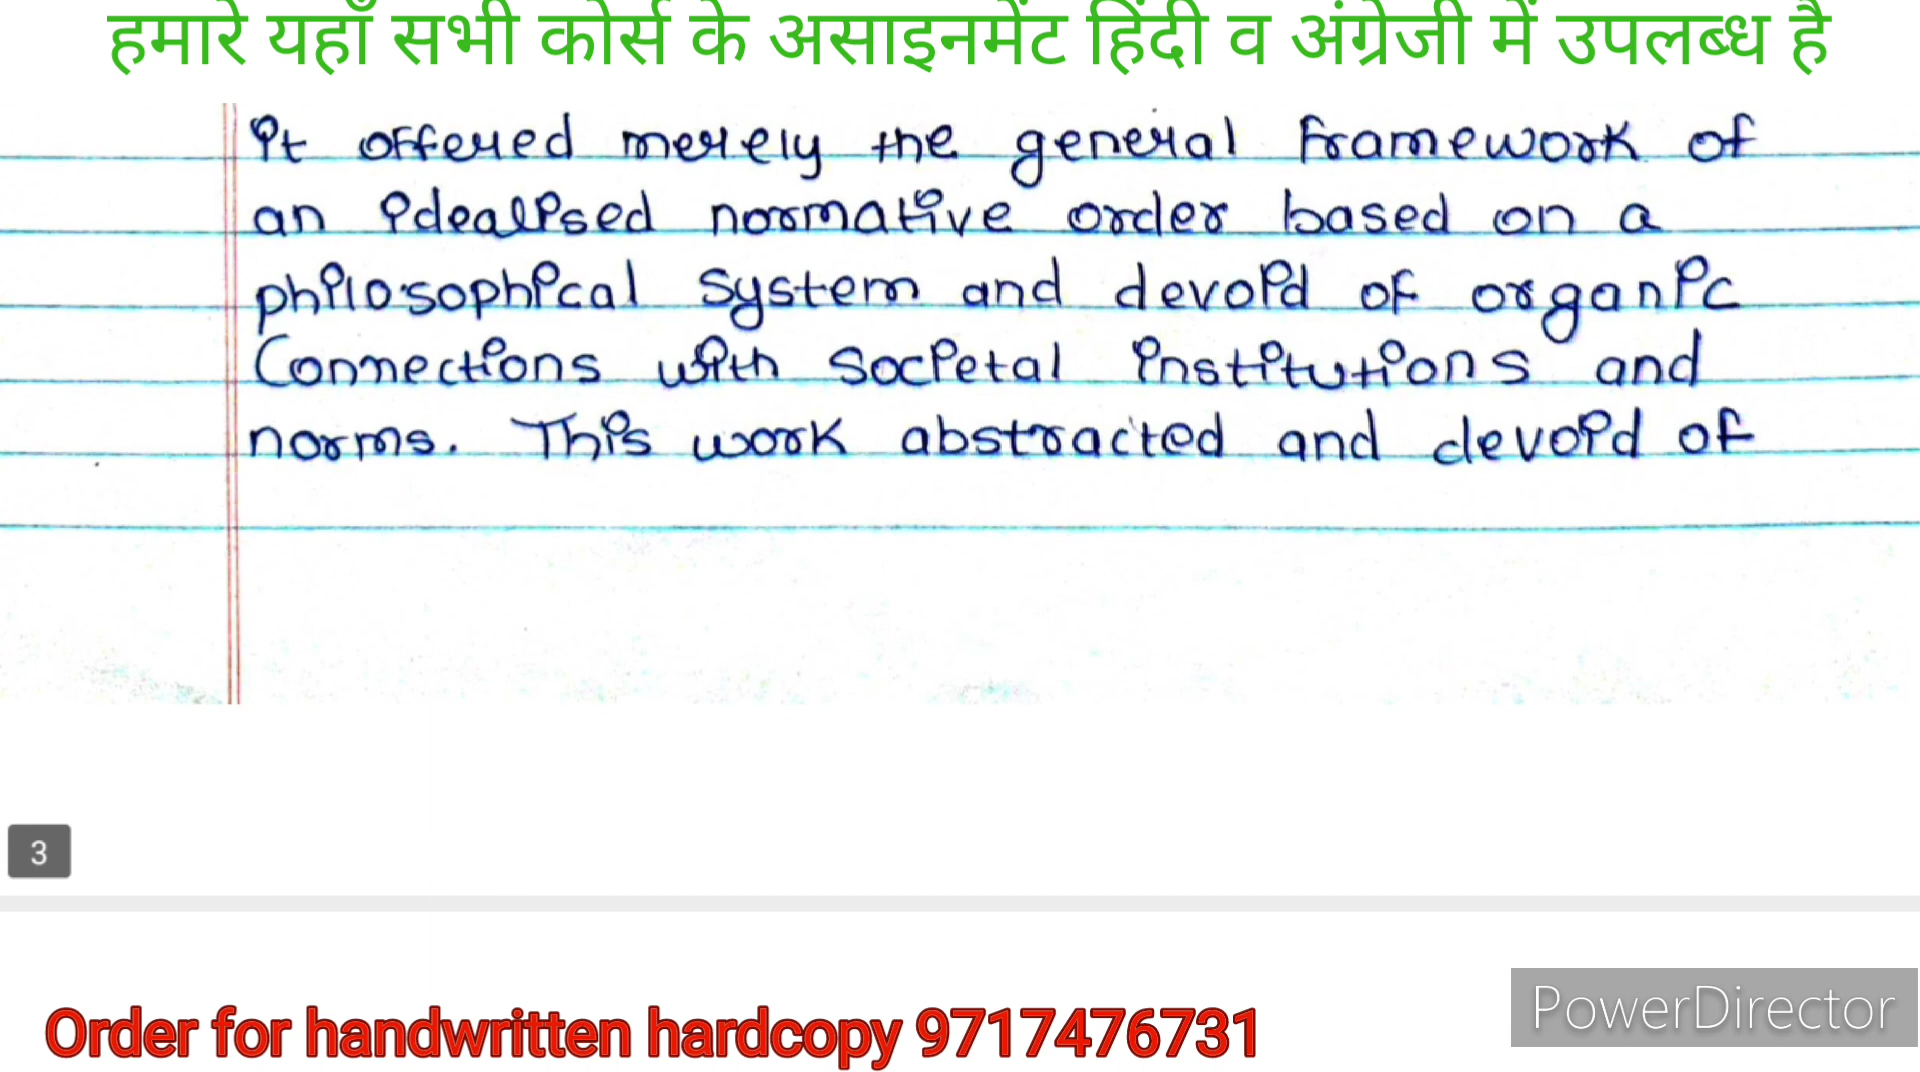 हमारे यहाँ सभी कोर्स के असाइनमेंट हिंदी व अंग्रेजी में उपलब्ध है
It offered merely the general framework of
an idealised normative order based on a
philosophical system and devoid of organic
Connections with societal institutions and
norms. This work abstracted and devoid of
3
Order for handwritten hardcopy 9717476731
PowerDirector